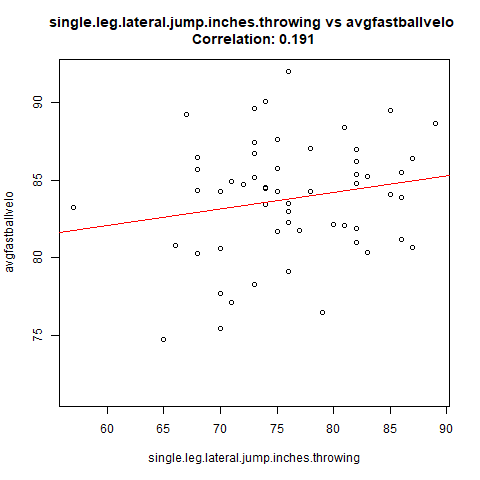 single.leg.lateral.jump.inches.throwing vs avgfastballvelo
Correlation: 0.191
90
85
80
75
avgfastballvelo
60 65 70 75 80 85 90
single.leg.lateral.jump.inches.throwing